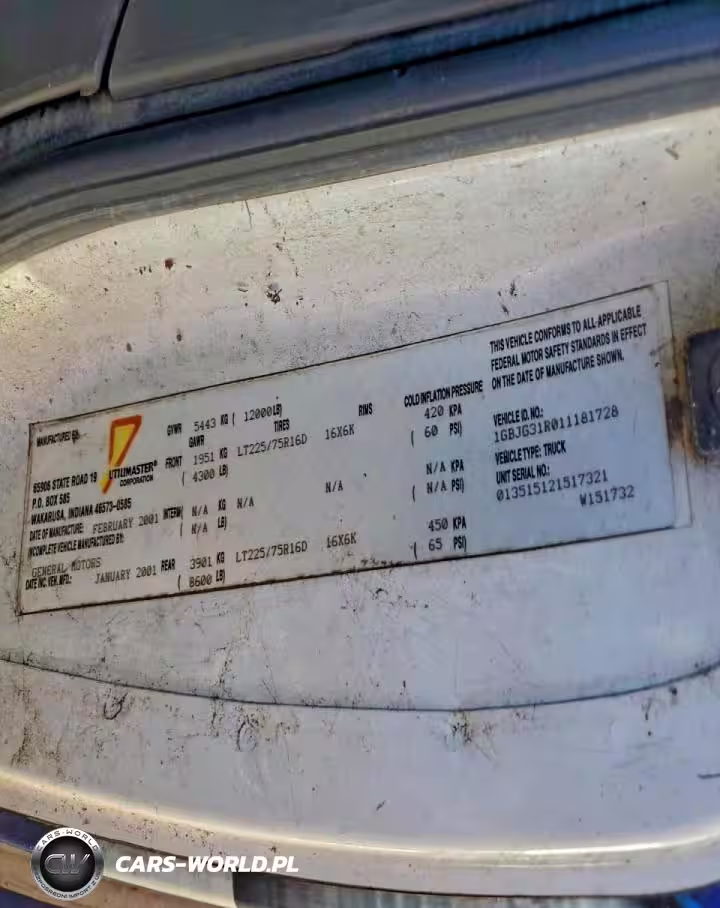 MANUFACTURED BY:
UTILIMASTER®
CORPORATION
65906 STATE ROAD 19
P.O. BOX 585
WAKARUSA, INDIANA 46573-0585
DATE OF MANUFACTURE: FEBRUARY 2001
INCOMPLETE VEHICLE MANUFACTURED BY:
GENERAL MOTORS
DATE INC. VEH. MFD.: JANUARY 2001
GVWR 5443 KG ( 12000 LB)
GAWR TIRES RIMS COLD INFLATION PRESSURE
FRONT 1951 KG LT225/75R16D 16X6K 420 KPA
( 4300 LB) ( 60 PSI)
INTERM N/A KG N/A N/A N/A KPA
( N/A LB) ( N/A PSI)
REAR 3901 KG LT225/75R16D 16X6K 450 KPA
( 8600 LB) ( 65 PSI)
THIS VEHICLE CONFORMS TO ALL APPLICABLE
FEDERAL MOTOR SAFETY STANDARDS IN EFFECT
ON THE DATE OF MANUFACTURE SHOWN.
VEHICLE ID. NO.:
1GBJG31R011181728
VEHICLE TYPE: TRUCK
UNIT SERIAL NO.:
013515121517321
W151732
CARS-WORLD
CW
CARS-WORLD.PL